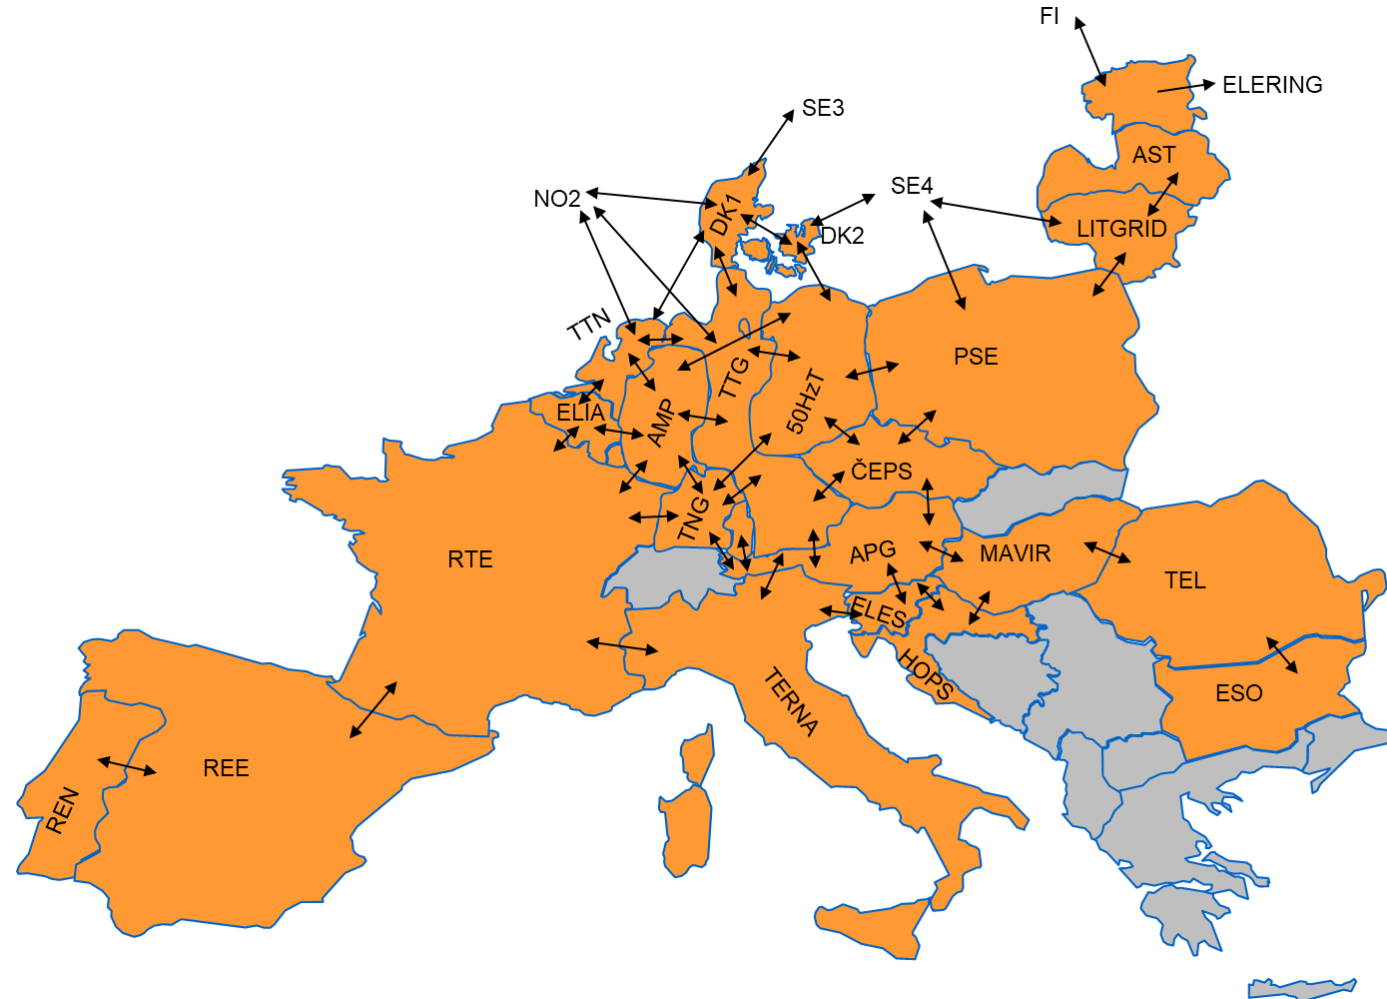 FI
ELERING
SE3
AST
SE4
NO2
DK1
LITGRID
DK2
TTN
PSE
TTG
50HzT
ELIA
AMP
ČEPS
TNG
APG
MAVIR
RTE
TEL
ELES
HOPS
ESO
TERNA
REE
REN